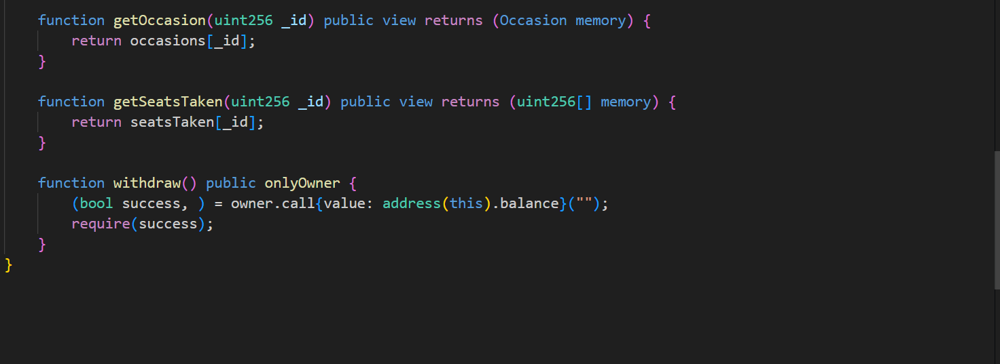 function getOccasion(uint256 _id) public view returns (Occasion memory) {
return occasions[_id];
}
function getSeatsTaken(uint256 _id) public view returns (uint256[] memory) {
return seatsTaken[_id];
}
function withdraw() public onlyOwner {
(bool success, ) = owner.call{value: address(this).balance}("");
require(success);
}
}